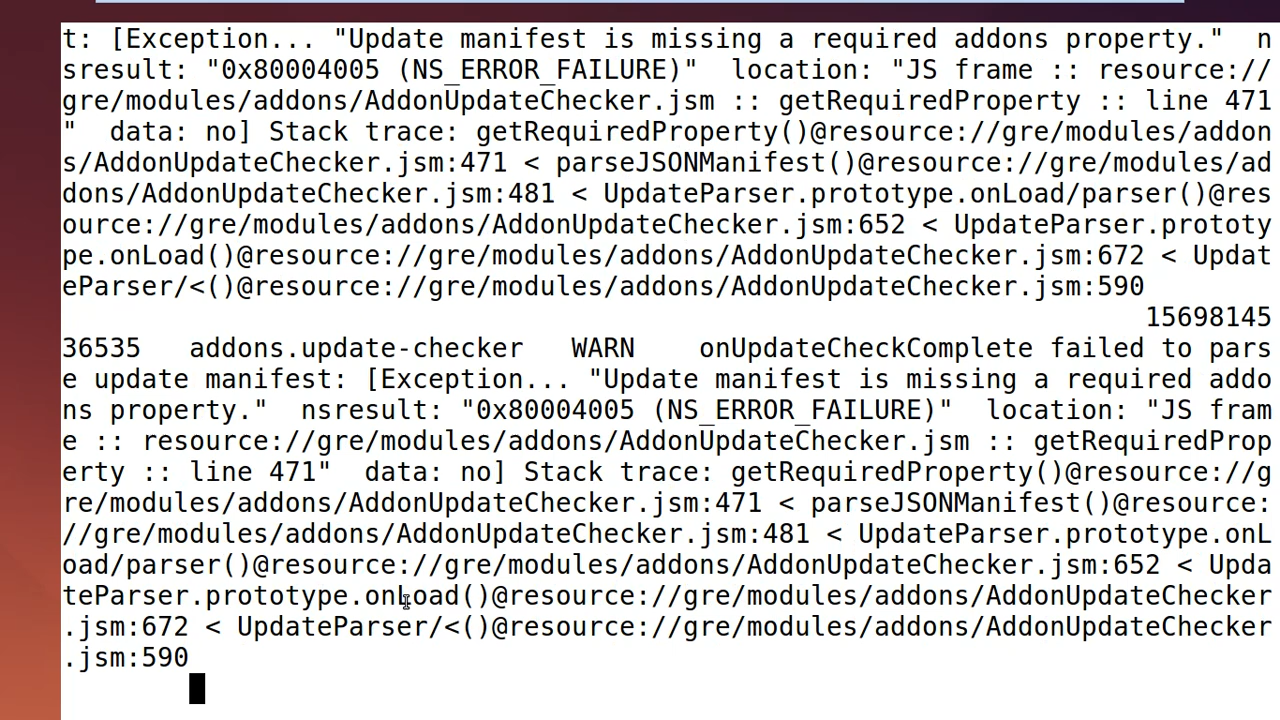 t: [Exception... "Update manifest is missing a required addons property."  n
sresult: "0x80004005 (NS_ERROR_FAILURE)"  location: "JS frame :: resource://
gre/modules/addons/AddonUpdateChecker.jsm :: getRequiredProperty :: line 471
"  data: no] Stack trace: getRequiredProperty()@resource://gre/modules/addon
s/AddonUpdateChecker.jsm:471 < parseJSONManifest()@resource://gre/modules/ad
dons/AddonUpdateChecker.jsm:481 < UpdateParser.prototype.onLoad/parser()@res
ource://gre/modules/addons/AddonUpdateChecker.jsm:652 < UpdateParser.prototy
pe.onLoad()@resource://gre/modules/addons/AddonUpdateChecker.jsm:672 < Updat
eParser/<()@resource://gre/modules/addons/AddonUpdateChecker.jsm:590
15698145
36535   addons.update-checker   WARN    onUpdateCheckComplete failed to pars
e update manifest: [Exception... "Update manifest is missing a required addo
ns property."  nsresult: "0x80004005 (NS_ERROR_FAILURE)"  location: "JS fram
e :: resource://gre/modules/addons/AddonUpdateChecker.jsm :: getRequiredProp
erty :: line 471"  data: no] Stack trace: getRequiredProperty()@resource://g
re/modules/addons/AddonUpdateChecker.jsm:471 < parseJSONManifest()@resource:
//gre/modules/addons/AddonUpdateChecker.jsm:481 < UpdateParser.prototype.onL
oad/parser()@resource://gre/modules/addons/AddonUpdateChecker.jsm:652 < Upda
teParser.prototype.onLoad()@resource://gre/modules/addons/AddonUpdateChecker
.jsm:672 < UpdateParser/<()@resource://gre/modules/addons/AddonUpdateChecker
.jsm:590